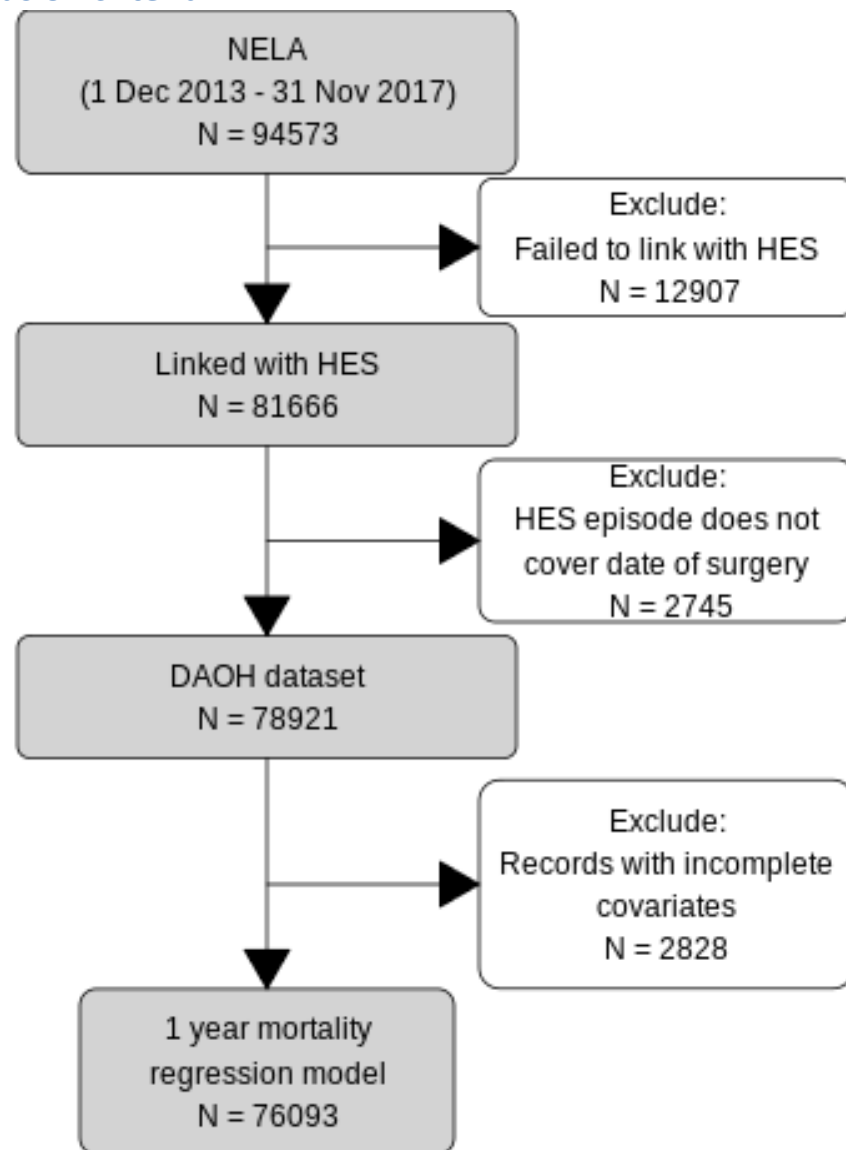 NELA
(1 Dec 2013 - 31 Nov 2017)
N = 94573
Exclude:
Failed to link with HES
N = 12907
Linked with HES
N = 81666
Exclude:
HES episode does not
cover date of surgery
N = 2745
DAOH dataset
N = 78921
Exclude:
Records with incomplete
covariates
N = 2828
1 year mortality
regression model
N = 76093